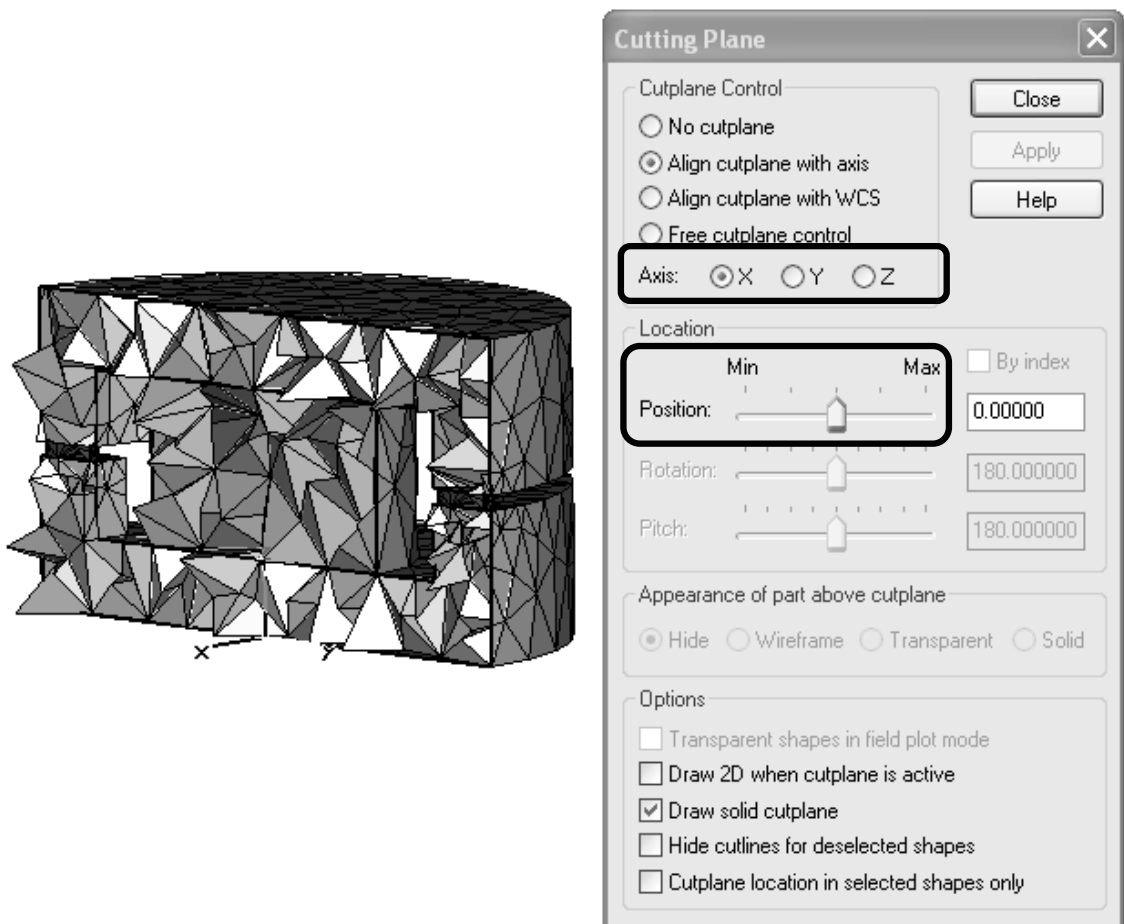 Cutting Plane
Cutplane Control
Close
No cutplane
Apply
Align cutplane with axis
Align cutplane with WCS
Help
Free cutplane control
Axis: X Y Z
Location
Min Max
By index
Position: 0.00000
Rotation: 180.000000
Pitch: 180.000000
Appearance of part above cutplane
Hide Wireframe Transparent Solid
Options
Transparent shapes in field plot mode
Draw 2D when cutplane is active
Draw solid cutplane
Hide cutlines for deselected shapes
Cutplane location in selected shapes only
x y